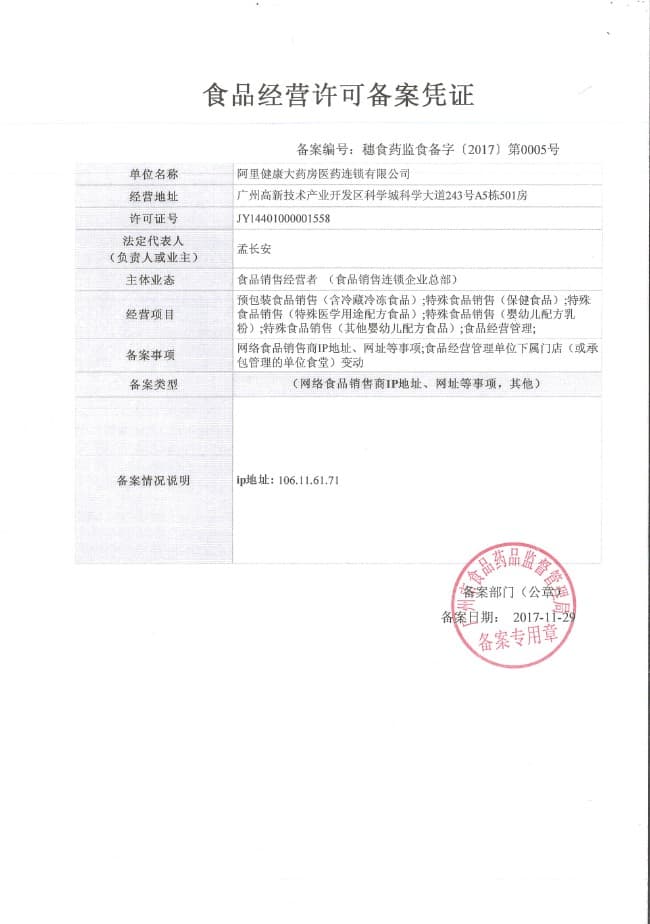 食品经营许可备案凭证
备案编号：穗食药监食备字〔2017〕第0005号
单位名称 阿里健康大药房医药连锁有限公司
经营地址 广州高新技术产业开发区科学城科学大道243号A5栋501房
许可证号 JY14401000001558
法定代表人
（负责人或业主） 孟长安
主体业态 食品销售经营者 （食品销售连锁企业总部）
经营项目 预包装食品销售（含冷藏冷冻食品）;特殊食品销售（保健食品）;特殊
食品销售（特殊医学用途配方食品）;特殊食品销售（婴幼儿配方乳
粉）;特殊食品销售（其他婴幼儿配方食品）;食品经营管理;
备案事项 网络食品销售商IP地址、网址等事项;食品经营管理单位下属门店（或承
包管理的单位食堂）变动
备案类型 （网络食品销售商IP地址、网址等事项，其他）
备案情况说明 ip地址: 106.11.61.71
广州市食品药品监督管理局
备案部门（公章）
备案日期： 2017-11-29
备案专用章